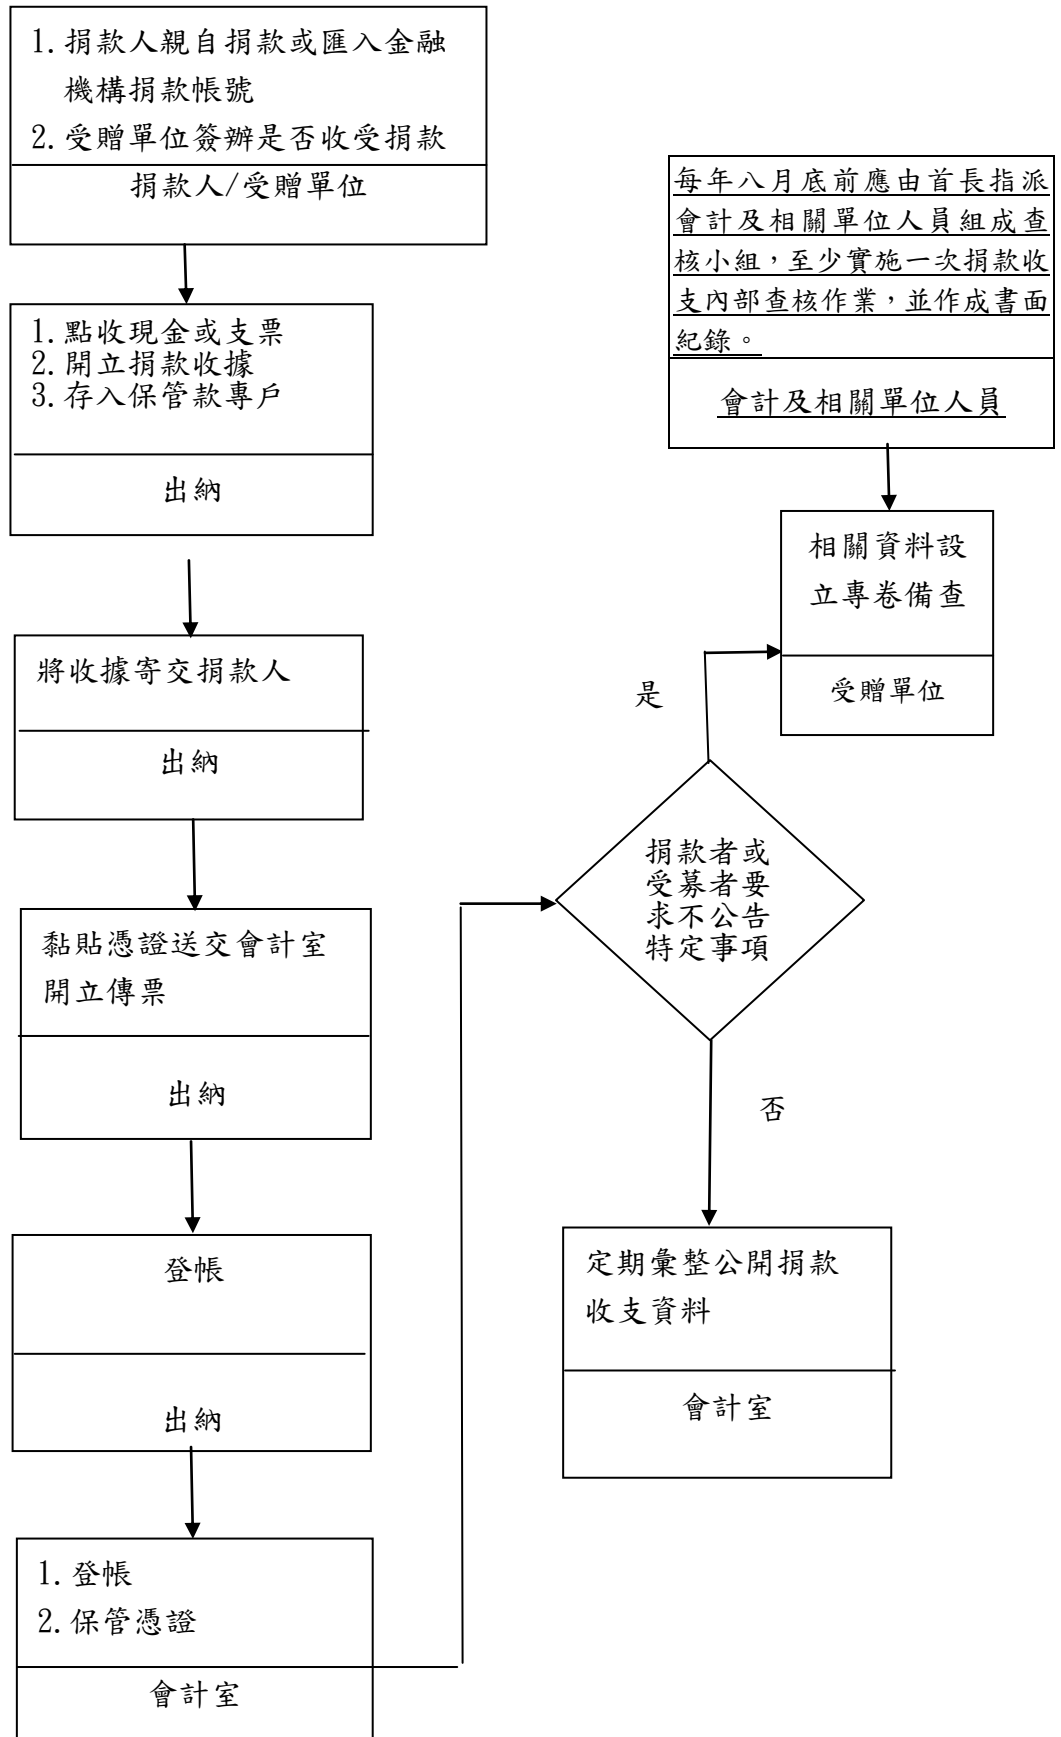 1. 捐款人親自捐款或匯入金融
機構捐款帳號
2. 受贈單位簽辦是否收受捐款
捐款人/受贈單位
1. 點收現金或支票
2. 開立捐款收據
3. 存入保管款專戶
出納
將收據寄交捐款人
出納
黏貼憑證送交會計室
開立傳票
出納
登帳
出納
1. 登帳
2. 保管憑證
會計室
每年八月底前應由首長指派
會計及相關單位人員組成查
核小組，至少實施一次捐款收
支內部查核作業，並作成書面
紀錄。
會計及相關單位人員
相關資料設
立專卷備查
受贈單位
是
捐款者或
受募者要
求不公告
特定事項
否
定期彙整公開捐款
收支資料
會計室